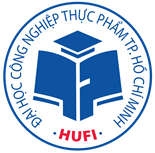 ĐẠI HỌC CÔNG NGHIỆP THỰC PHẨM TP. HỒ CHÍ MINH
HUFI